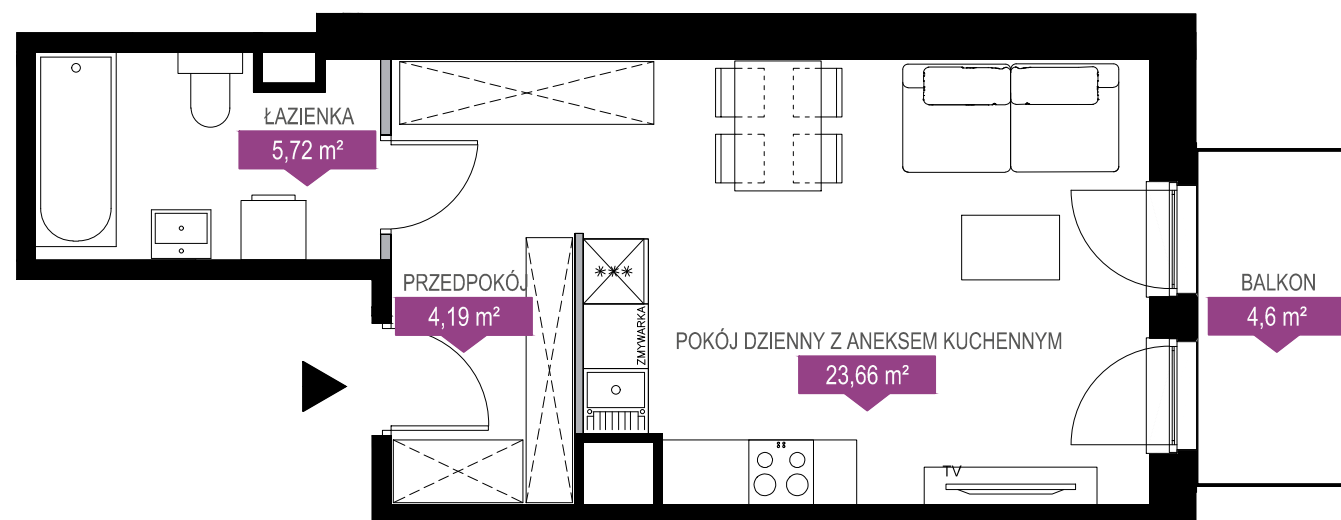 ŁAZIENKA
5,72 m²
PRZEDPOKÓJ
4,19 m²
***
ZMYWARKA
POKÓJ DZIENNY Z ANEKSEM KUCHENNYM
23,66 m²
BALKON
4,6 m²
TV